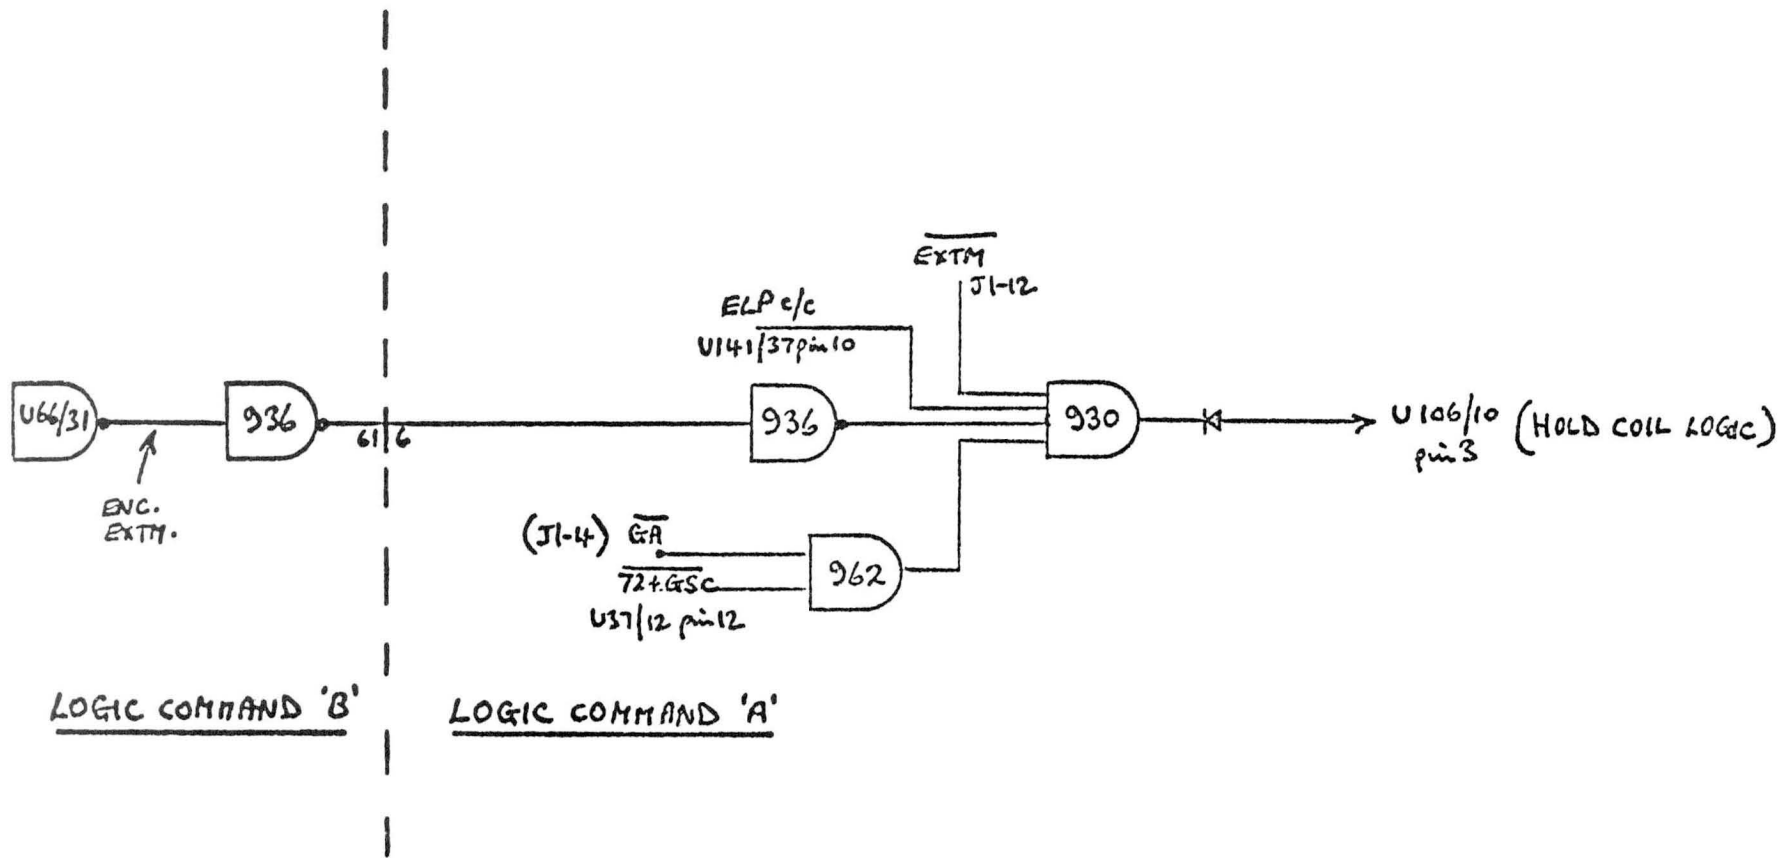 EXTM
J1-12
ELP c/c
U141/37 pin 10
U66/31
936
61 6
936
930
U106/10 (HOLD COIL LOGIC)
pin 3
ENC.
EXTM.
(J1-4) GA
72+GSC
962
U37/12 pin 12
LOGIC COMMAND 'B'
LOGIC COMMAND 'A'